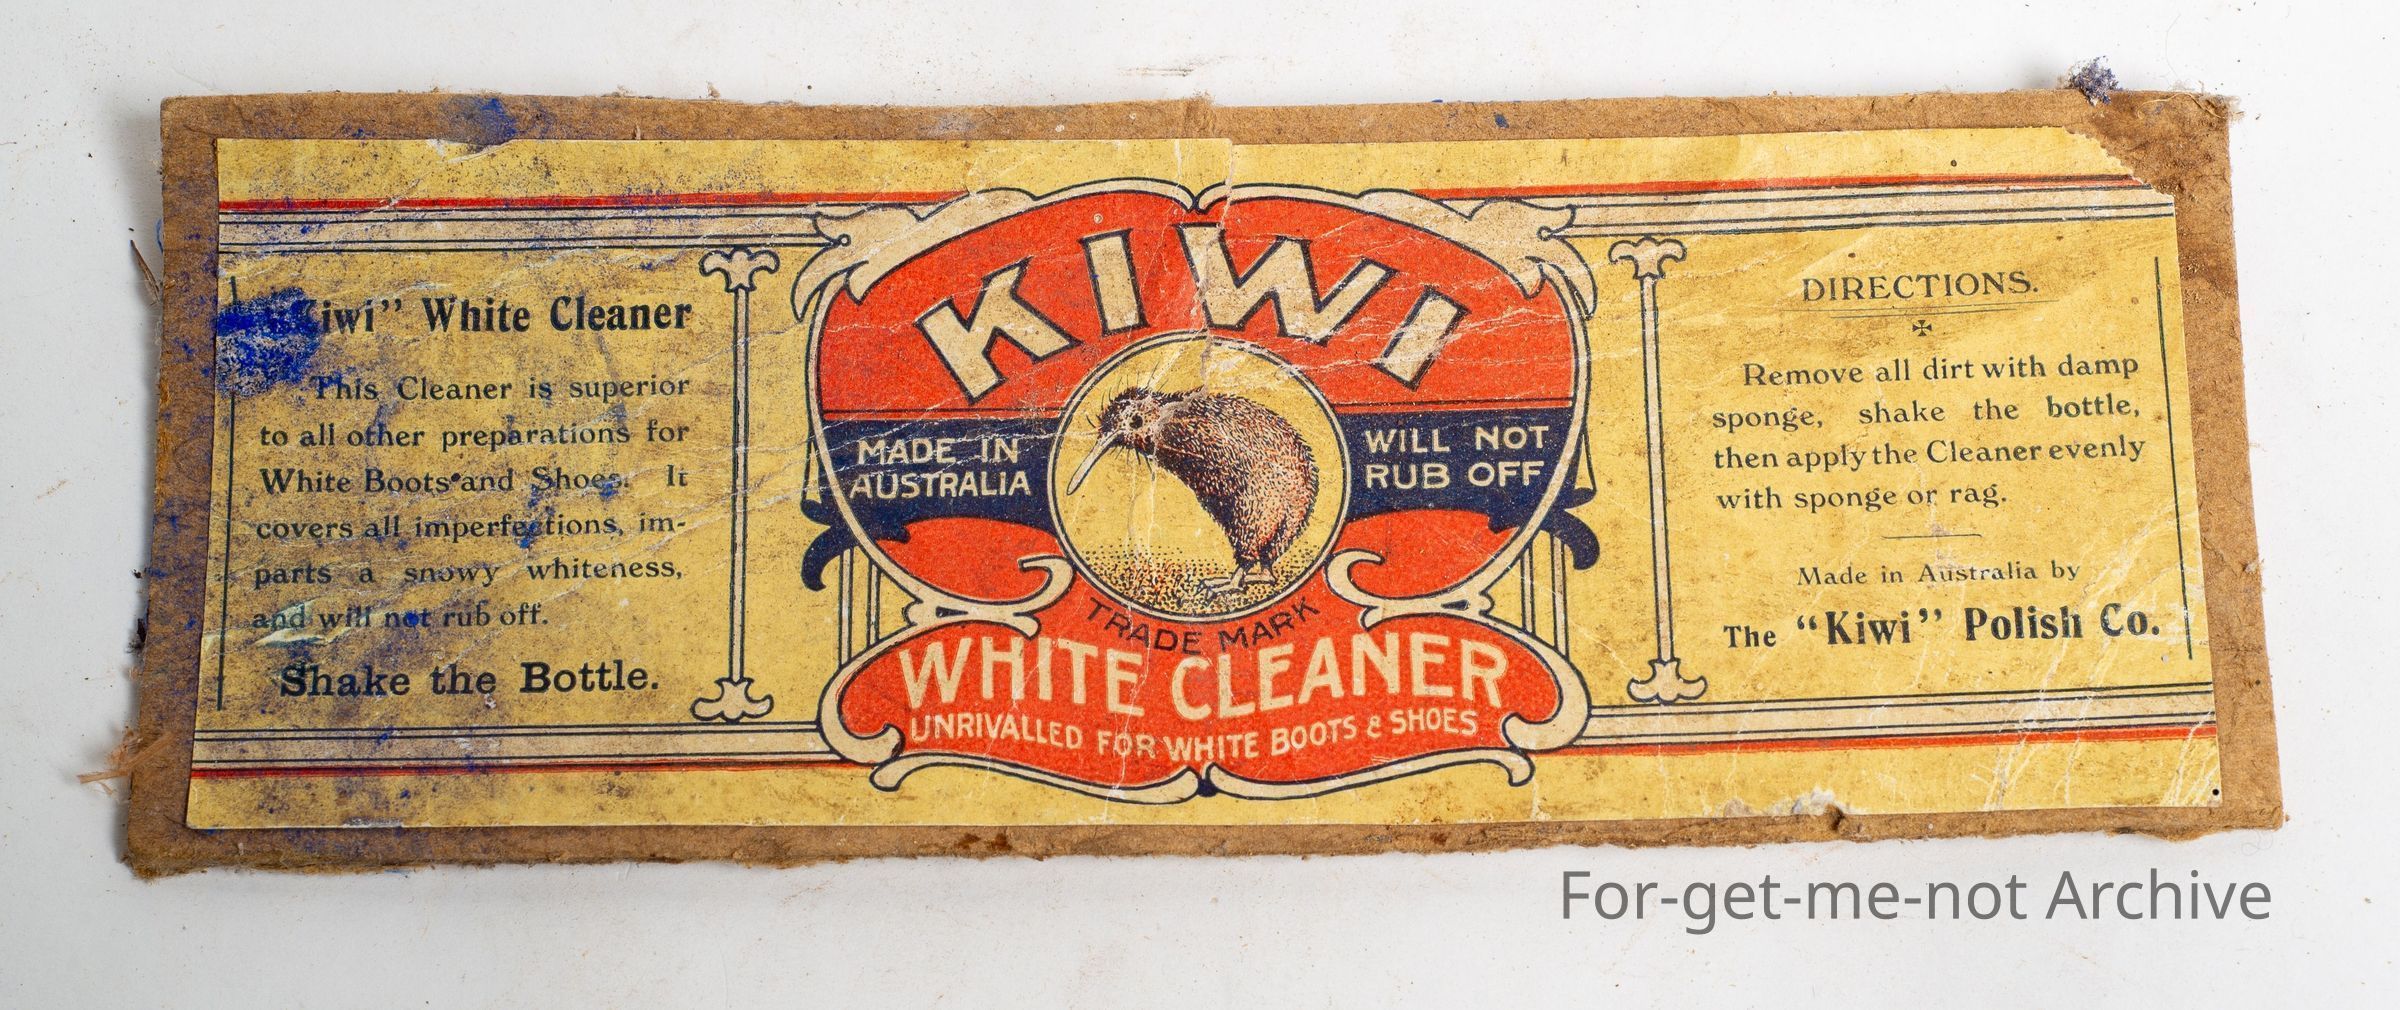 "Kiwi" White Cleaner
This Cleaner is superior
to all other preparations for
White Boots and Shoes. It
covers all imperfections, im-
parts a snowy whiteness,
and will not rub off.
Shake the Bottle.
KIWI
MADE IN
AUSTRALIA
WILL NOT
RUB OFF
TRADE MARK
WHITE CLEANER
UNRIVALLED FOR WHITE BOOTS & SHOES
DIRECTIONS.
Remove all dirt with damp
sponge, shake the bottle,
then apply the Cleaner evenly
with sponge or rag.
Made in Australia by
The "Kiwi" Polish Co.
For-get-me-not Archive